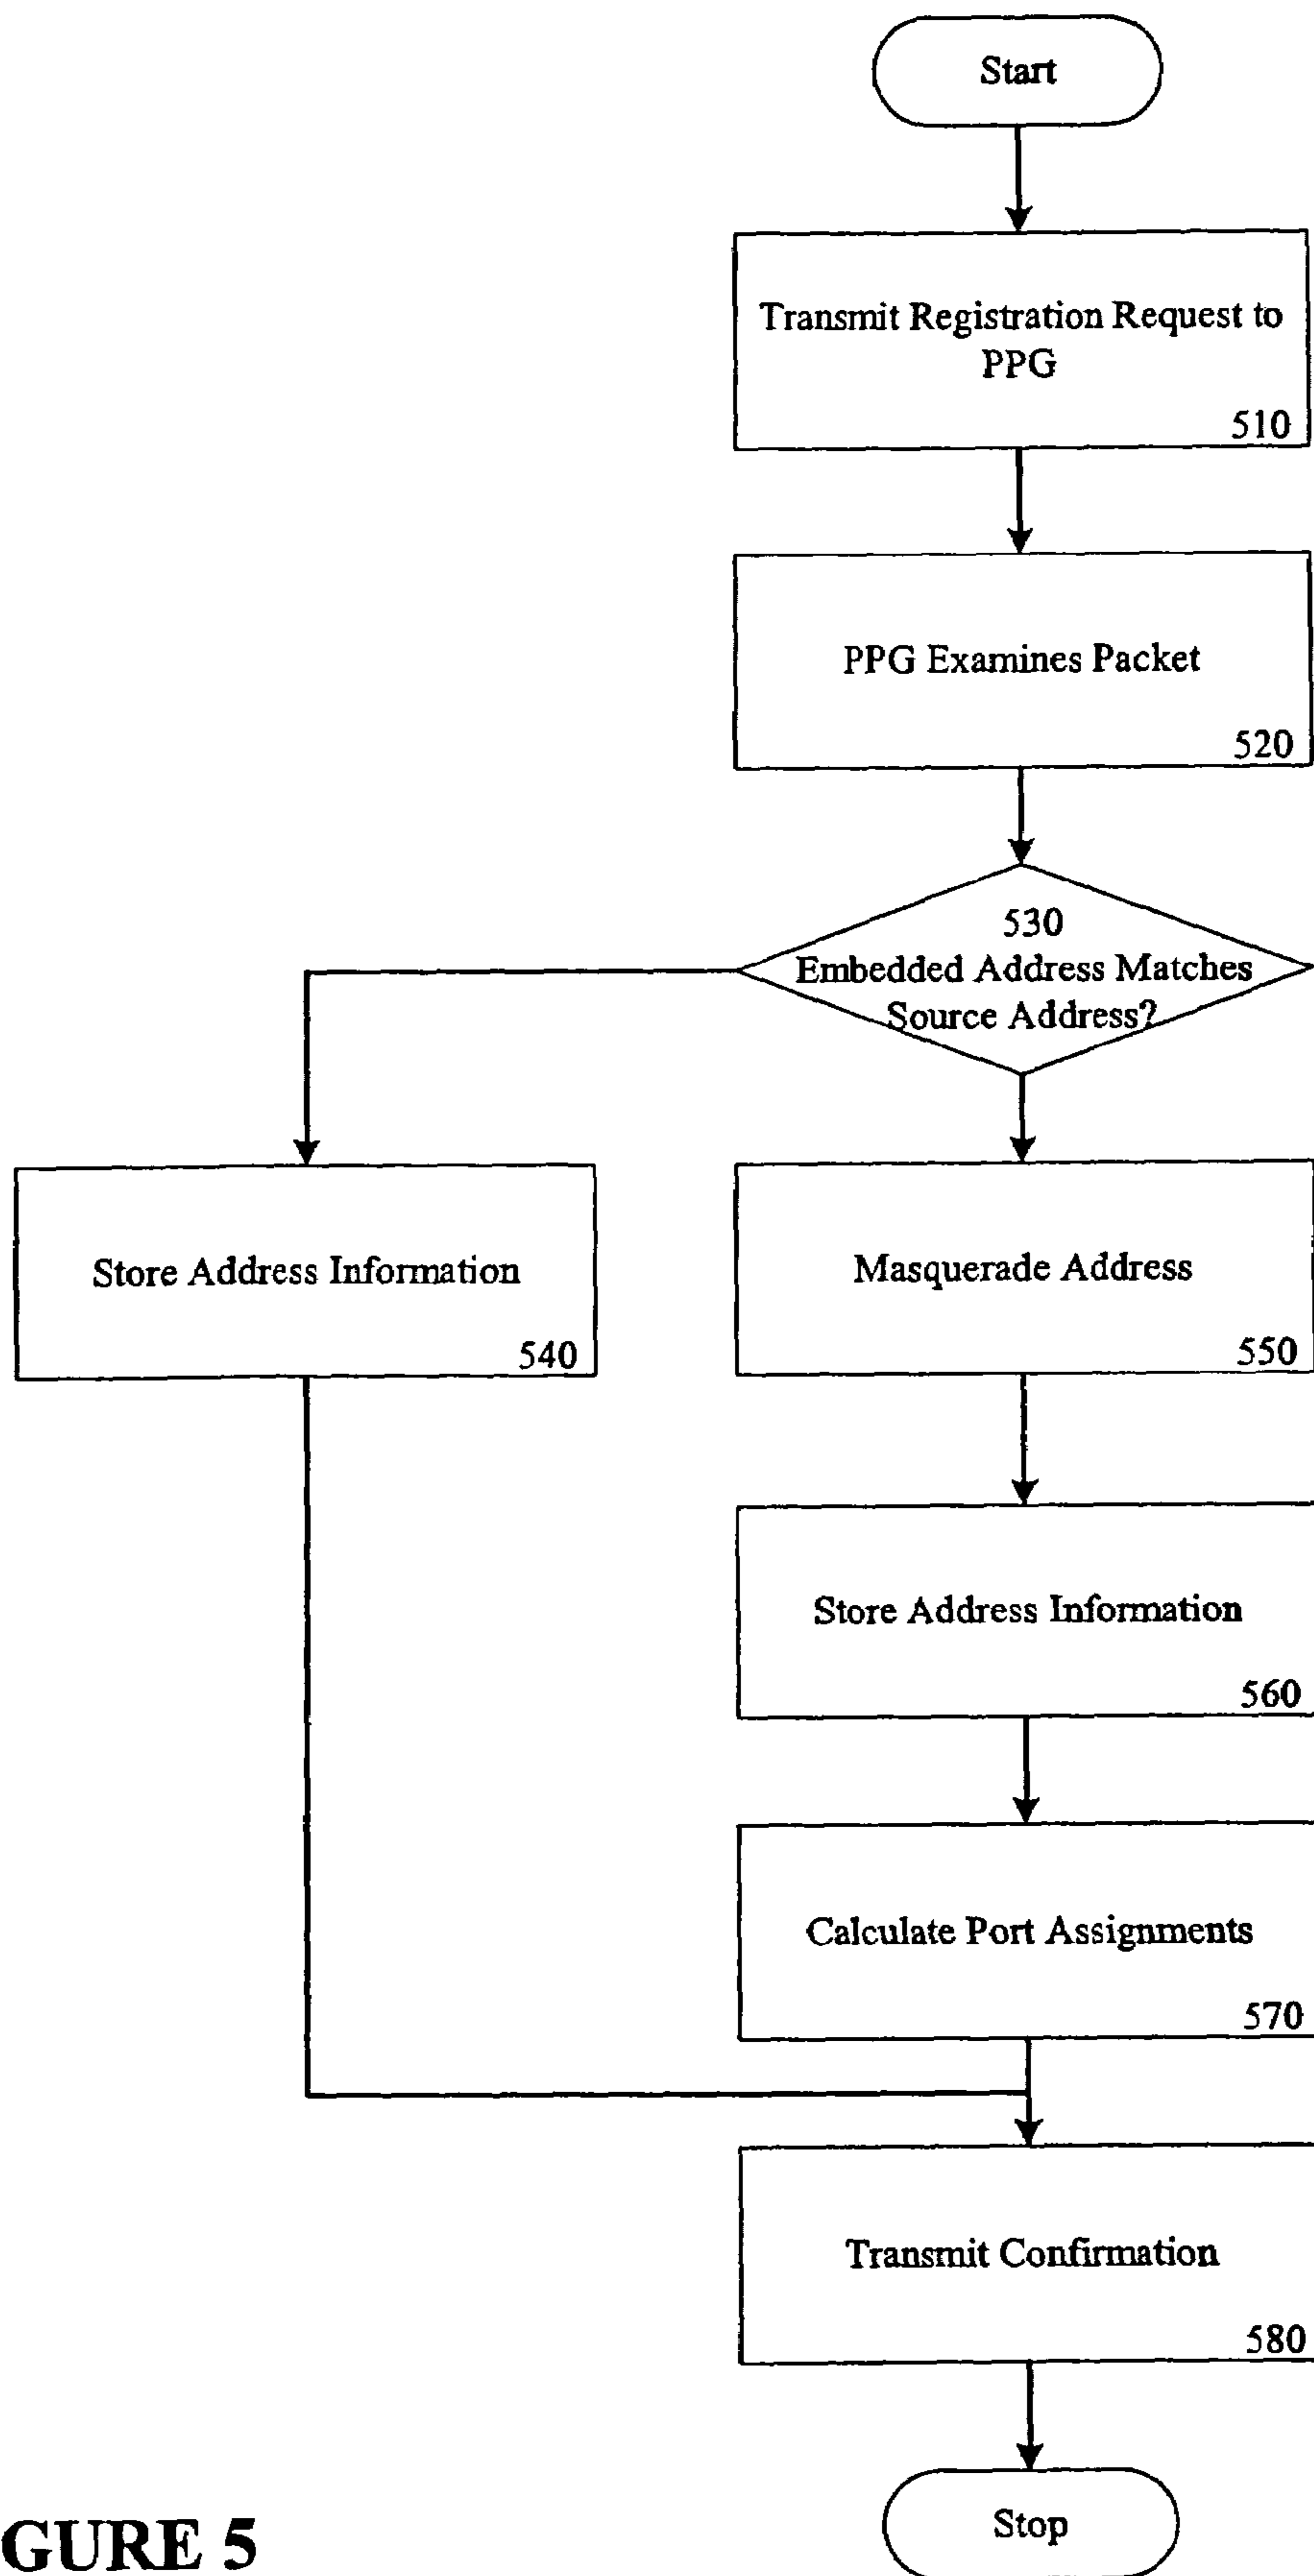 Start
Transmit Registration Request to
PPG
510
PPG Examines Packet
520
530
Embedded Address Matches
Source Address?
Store Address Information
540
Masquerade Address
550
Store Address Information
560
Calculate Port Assignments
570
Transmit Confirmation
580
Stop
GURE 5